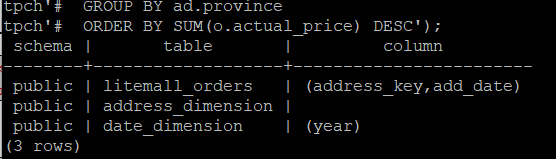 tpch'#  GROUP BY ad.province
tpch'#  ORDER BY SUM(o.actual_price) DESC');
 schema |       table       |         column
--------+-------------------+------------------------
 public | litemall_orders   | (address_key,add_date)
 public | address_dimension |
 public | date_dimension    | (year)
(3 rows)